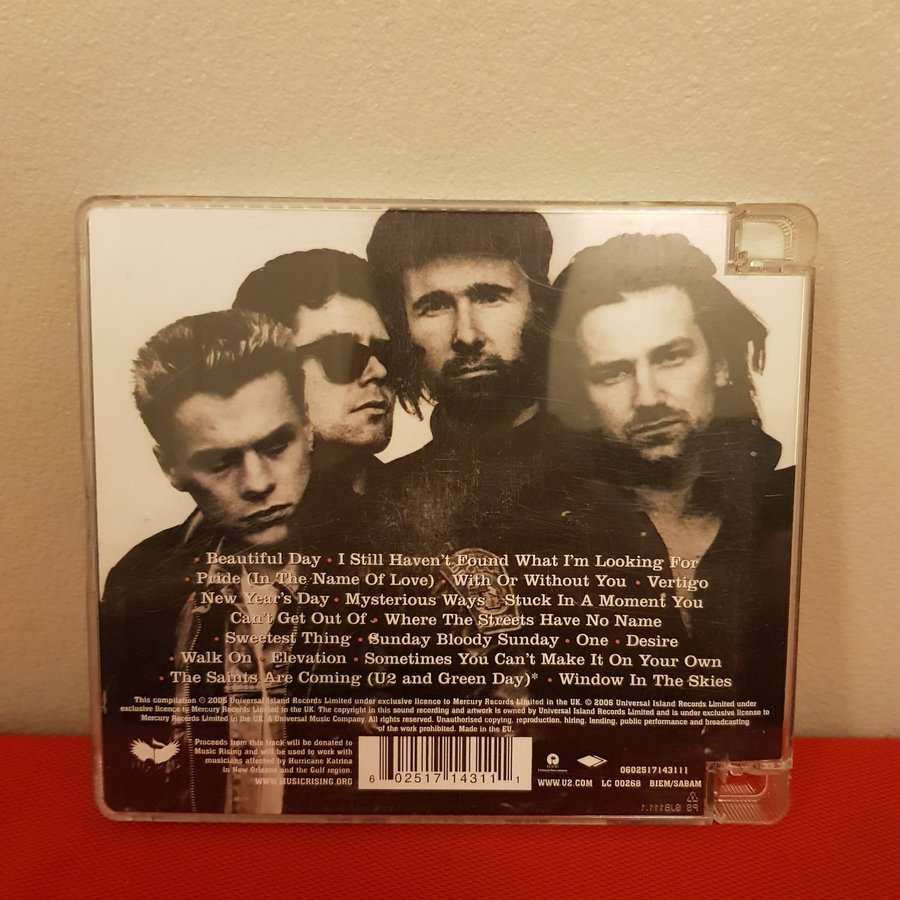 · Beautiful Day · I Still Haven't Found What I'm Looking For
· Pride (In The Name Of Love) · With Or Without You · Vertigo
· New Year's Day · Mysterious Ways · Stuck In A Moment You
Can't Get Out Of · Where The Streets Have No Name
· Sweetest Thing · Sunday Bloody Sunday · One · Desire
· Walk On · Elevation · Sometimes You Can't Make It On Your Own
· The Saints Are Coming (U2 and Green Day)* · Window In The Skies
This compilation ℗ 2006 Universal Island Records Limited under exclusive licence to Mercury Records Limited in the UK. © 2006 Universal Island Records Limited under
exclusive licence to Mercury Records Limited in the UK. The copyright in this sound recording and artwork is owned by Universal Island Records Limited and is under exclusive license to
Mercury Records Limited in the UK. A Universal Music Company. All rights reserved. Unauthorised copying, reproduction, hiring, lending, public performance and broadcasting
of the work prohibited. Made in the EU.
Proceeds from this track will be donated to
Music Rising and will be used to work with
musicians affected by Hurricane Katrina
in New Orleans and the Gulf region.
WWW.MUSICRISING.ORG
6 02517 14311 1
WWW.U2.COM LC 00268 BIEM/SABAM
0602517143111